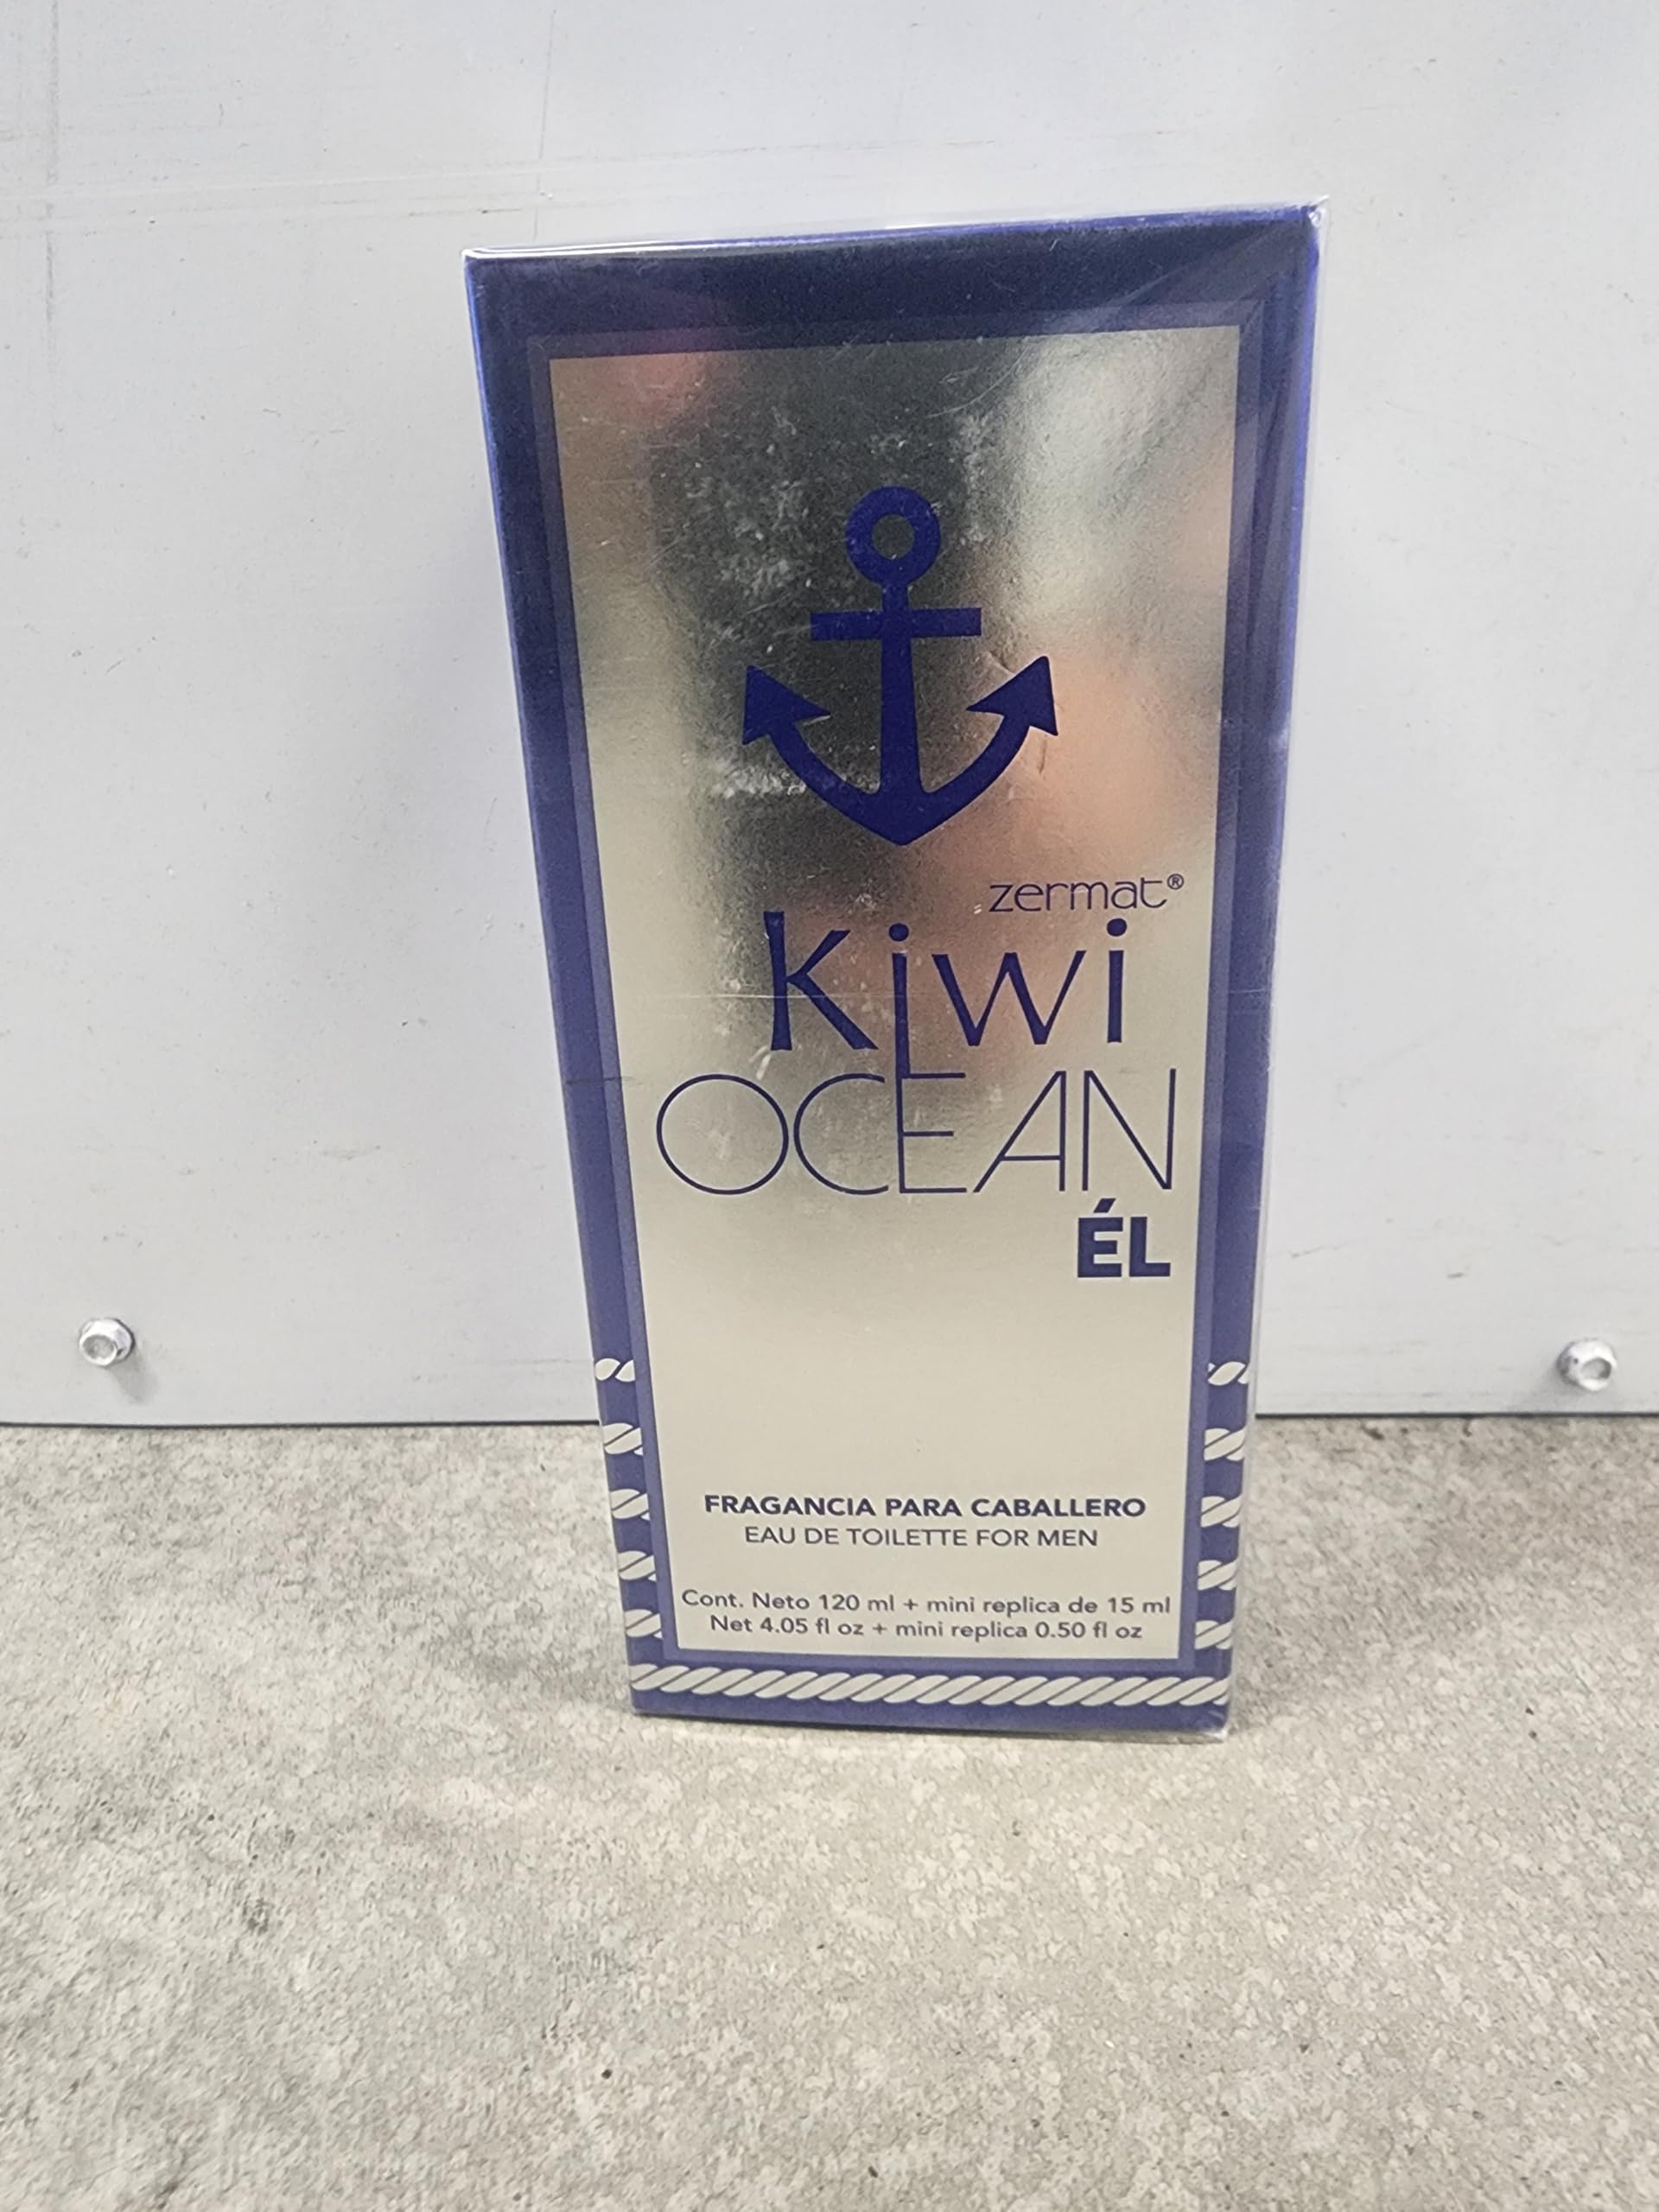 zermat®
Kiwi
OCEAN
ÉL
FRAGANCIA PARA CABALLERO
EAU DE TOILETTE FOR MEN
Cont. Neto 120 ml + mini replica de 15 ml
Net 4.05 fl oz + mini replica 0.50 fl oz